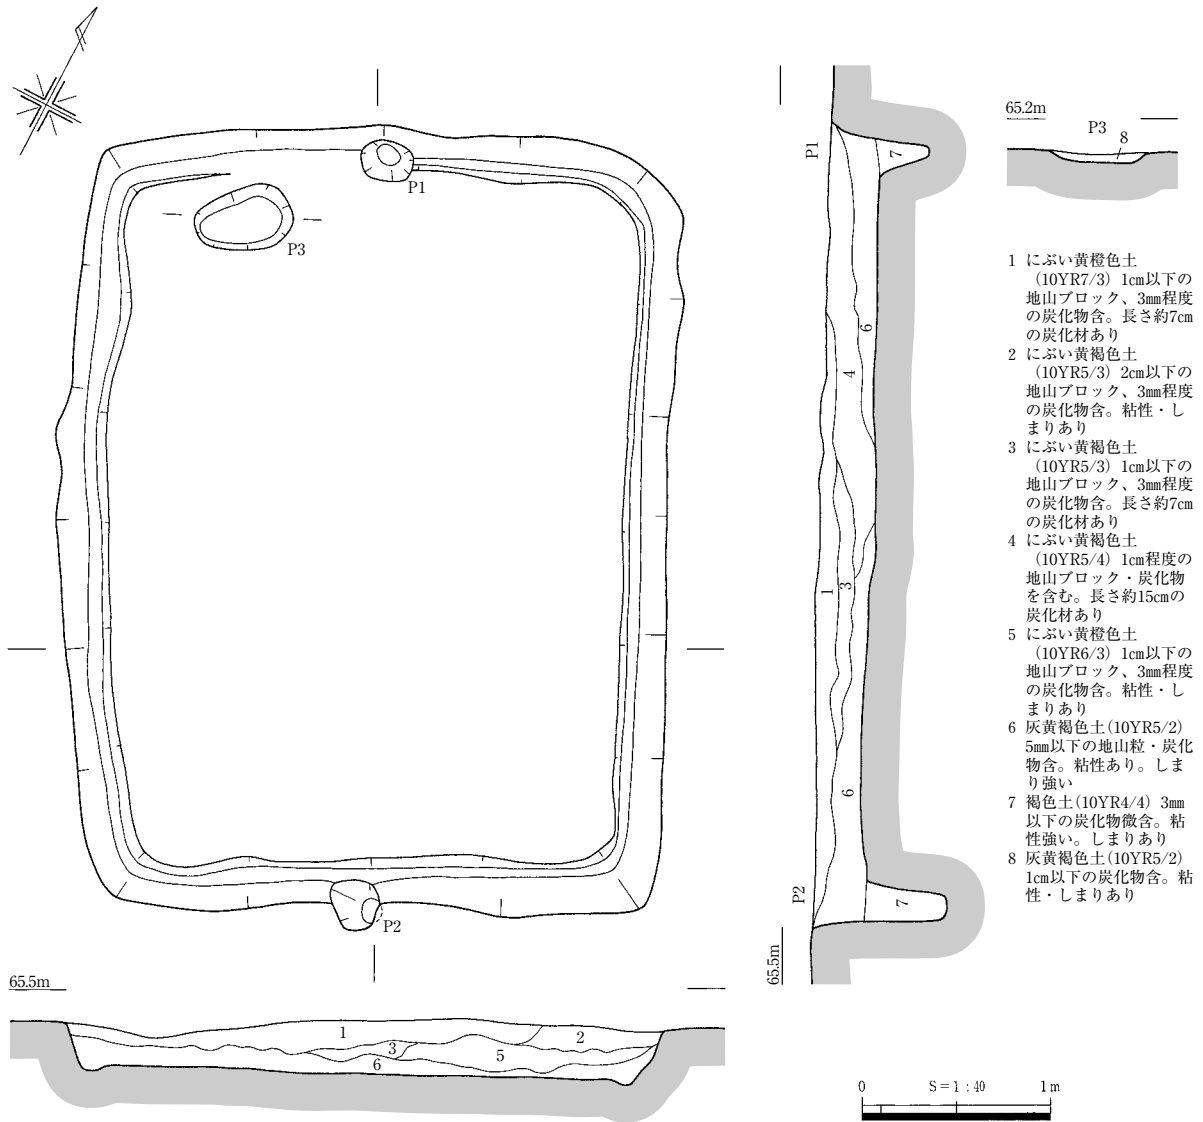 P1
P3
P2
65.5m
1
2
3
5
6
P1
7
6
4
3
1
6
7
P2
65.5m
65.2m
P3
8
1 にぶい黄橙色土
(10YR7/3) 1cm以下の
地山ブロック、3mm程度
の炭化物含。長さ約7cm
の炭化材あり
2 にぶい黄褐色土
(10YR5/3) 2cm以下の
地山ブロック、3mm程度
の炭化物含。粘性・し
まりあり
3 にぶい黄褐色土
(10YR5/3) 1cm以下の
地山ブロック、3mm程度
の炭化物含。長さ約7cm
の炭化材あり
4 にぶい黄褐色土
(10YR5/4) 1cm程度の
地山ブロック・炭化物
を含む。長さ約15cmの
炭化材あり
5 にぶい黄橙色土
(10YR6/3) 1cm以下の
地山ブロック、3mm程度
の炭化物含。粘性・し
まりあり
6 灰黄褐色土(10YR5/2)
5mm以下の地山粒・炭化
物含。粘性あり。しま
り強い
7 褐色土(10YR4/4) 3mm
以下の炭化物微含。粘
性強い。しまりあり
8 灰黄褐色土(10YR5/2)
1cm以下の炭化物含。粘
性・しまりあり
0 S=1:40 1m